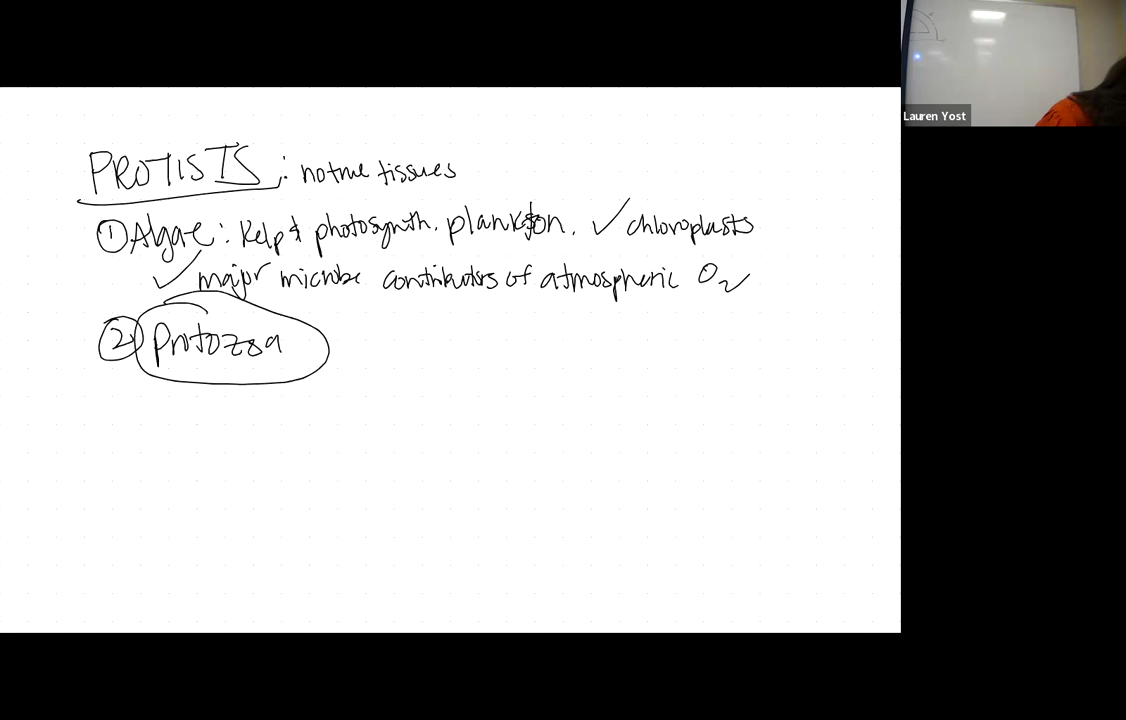 PROTISTS: no true tissues
① Algae: Kelp & photosynth. plankton. ✓ chloroplasts
✓ major microbe contributors of atmospheric O₂
② Protozoa
Lauren Yost